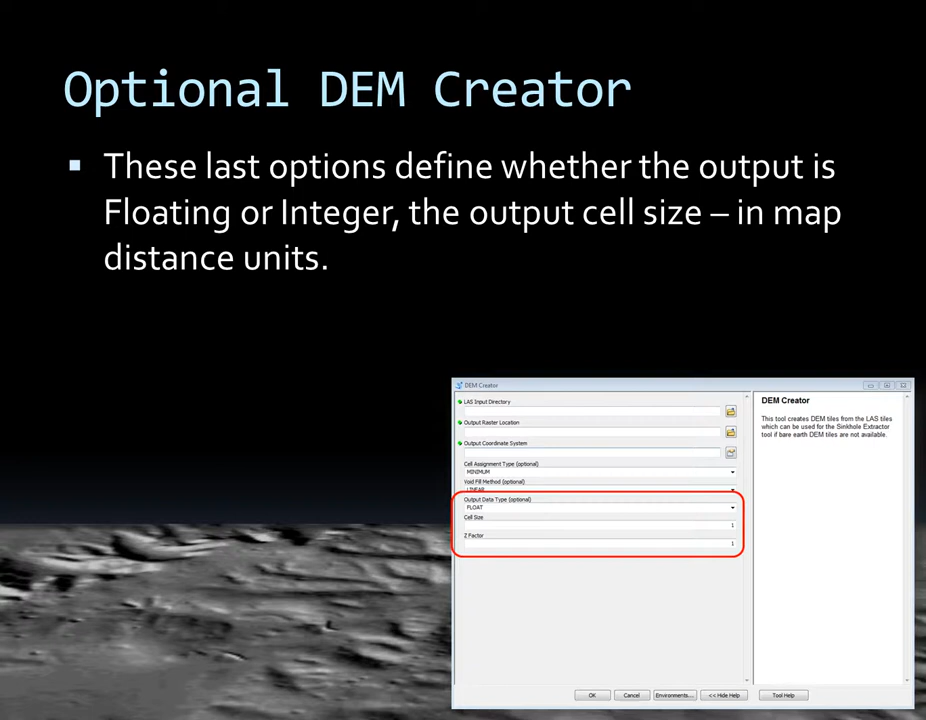 Optional DEM Creator
These last options define whether the output is
Floating or Integer, the output cell size – in map
distance units.
DEM Creator
LAS Input Directory
Output Raster Location
Output Coordinate System
Cell Assignment Type (optional)
MINIMUM
Void Fill Method (optional)
LINEAR
Output Data Type (optional)
FLOAT
Cell Size
1
Z Factor
1
OK Cancel Environments... << Hide Help
DEM Creator
This tool creates DEM tiles from the LAS tiles
which can be used for the Sinkhole Extractor
tool if bare earth DEM tiles are not available.
Tool Help